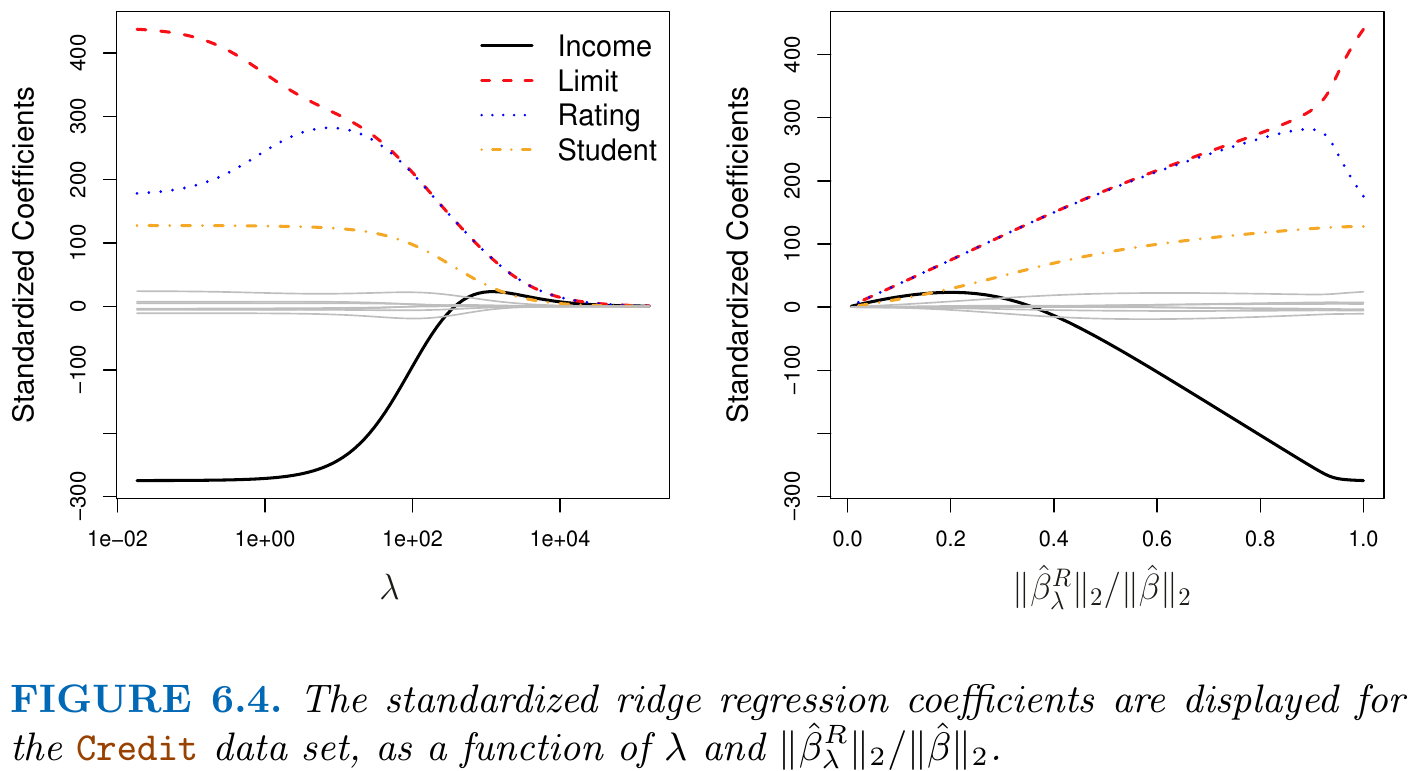 Standardized Coefficients
400
300
200
100
0
−100
−300
1e−02
1e+00
1e+02
1e+04
λ
Income
Limit
Rating
Student
Standardized Coefficients
400
300
200
100
0
−100
−300
0.0
0.2
0.4
0.6
0.8
1.0
‖β̂λᴿ‖₂/‖β̂‖₂
FIGURE 6.4. The standardized ridge regression coefficients are displayed for
the Credit data set, as a function of λ and ‖β̂λᴿ‖₂/‖β̂‖₂.